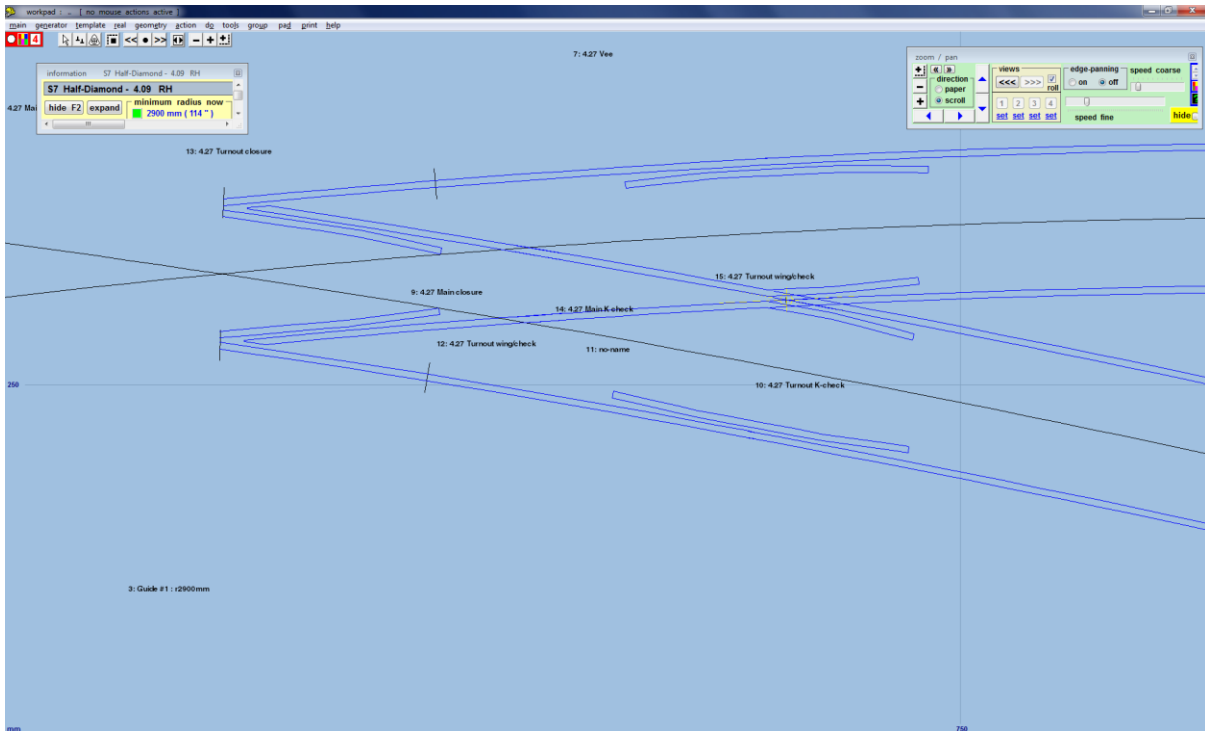 workpad : .. [ no mouse actions active ]
main generator template real geometry action do tools group pad print help
4
<< >>
7: 4.27 Vee
information S7 Half-Diamond - 4.09 RH
S7 Half-Diamond - 4.09 RH
hide F2 expand
minimum radius now
2900 mm ( 114 " )
4.27 Mai
zoom / pan
direction
paper
scroll
views
<<< >>>
roll
1 2 3 4
set set set set
edge-panning
on off
speed coarse
speed fine
hide
13: 4.27 Turnout closure
15: 4.27 Turnout wing/check
9: 4.27 Main closure
14: 4.27 Main K-check
12: 4.27 Turnout wing/check
11: no-name
250
10: 4.27 Turnout K-check
3: Guide #1 : r2900mm
mm
750